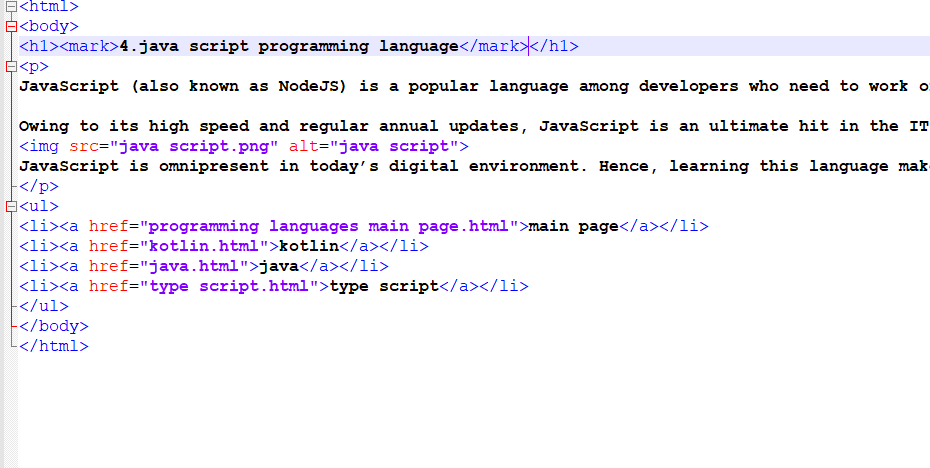 <html>
<body>
<h1><mark>4.java script programming language</mark></h1>
<p>
JavaScript (also known as NodeJS) is a popular language among developers who need to work o
Owing to its high speed and regular annual updates, JavaScript is an ultimate hit in the IT
<img src="java script.png" alt="java script">
JavaScript is omnipresent in today’s digital environment. Hence, learning this language mak
</p>
<ul>
<li><a href="programming languages main page.html">main page</a></li>
<li><a href="kotlin.html">kotlin</a></li>
<li><a href="java.html">java</a></li>
<li><a href="type script.html">type script</a></li>
</ul>
</body>
</html>